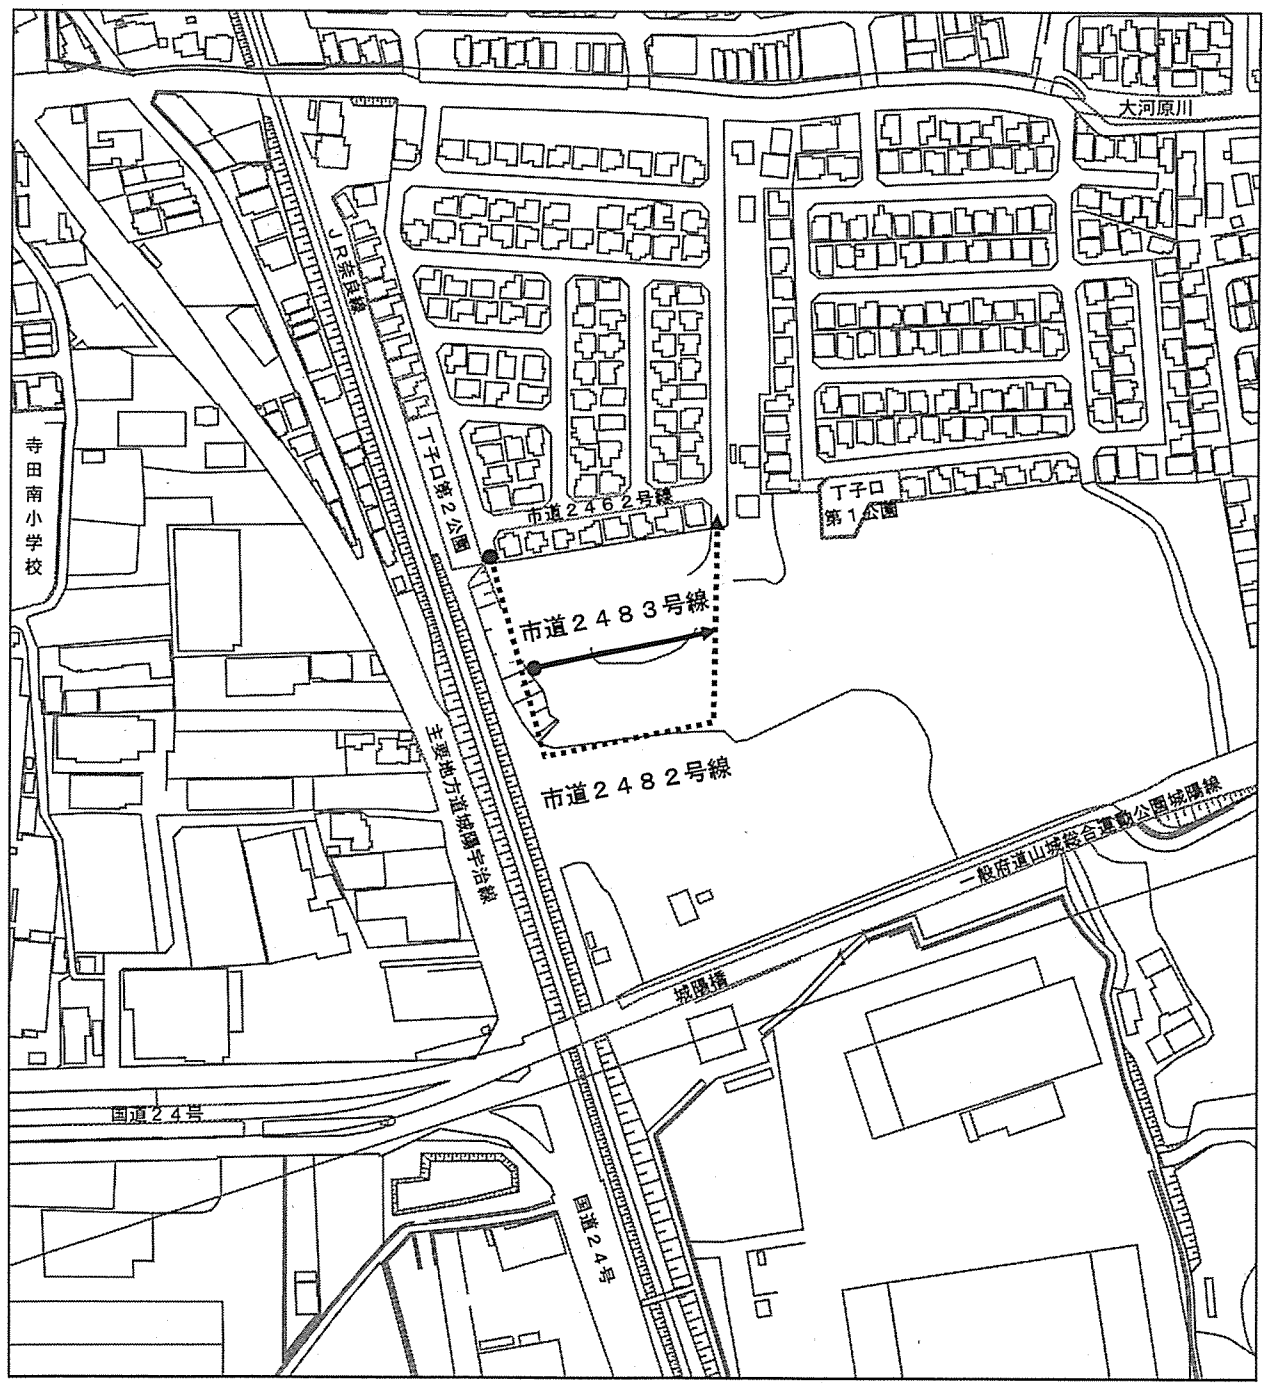 大河原川
JR奈良線
寺田南小学校
丁子口第2公園
市道2462号線
丁子口
第1公園
市道2483号線
市道2482号線
主要地方道城陽宇治線
一般府道山城総合運動公園城陽線
城陽橋
国道24号
国道24号